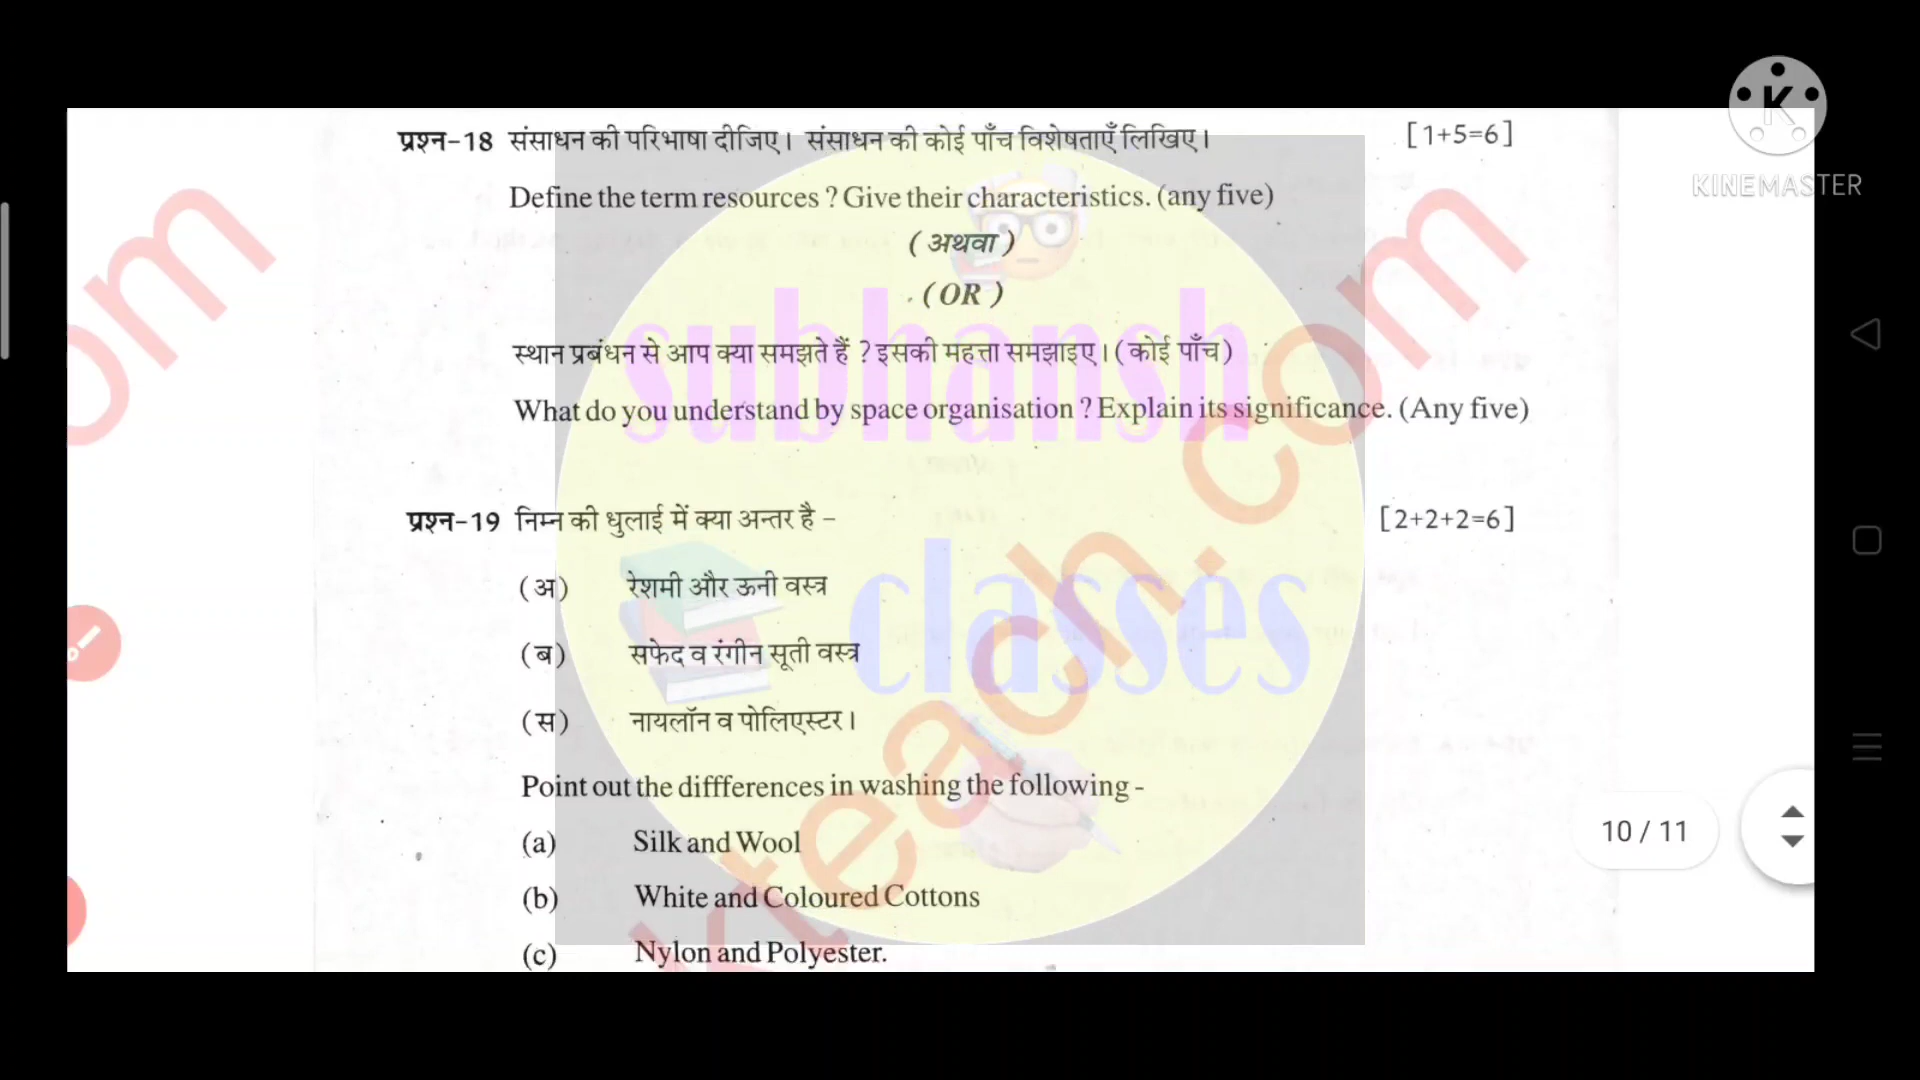 प्रश्न-18 संसाधन की परिभाषा दीजिए। संसाधन की कोई पाँच विशेषताएँ लिखिए। [1+5=6]
Define the term resources ? Give their characteristics. (any five)
( अथवा )
( OR )
स्थान प्रबंधन से आप क्या समझते हैं ? इसकी महत्ता समझाइए। (कोई पाँच)
What do you understand by space organisation ? Explain its significance. (Any five)
प्रश्न-19 निम्न की धुलाई में क्या अन्तर है – [2+2+2=6]
(अ) रेशमी और ऊनी वस्त्र
(ब) सफेद व रंगीन सूती वस्त्र
(स) नायलॉन व पोलिएस्टर।
Point out the diffferences in washing the following -
(a) Silk and Wool
(b) White and Coloured Cottons
(c) Nylon and Polyester.
K
KINEMASTER
subhansh
classes
kteach.com
om
10 / 11